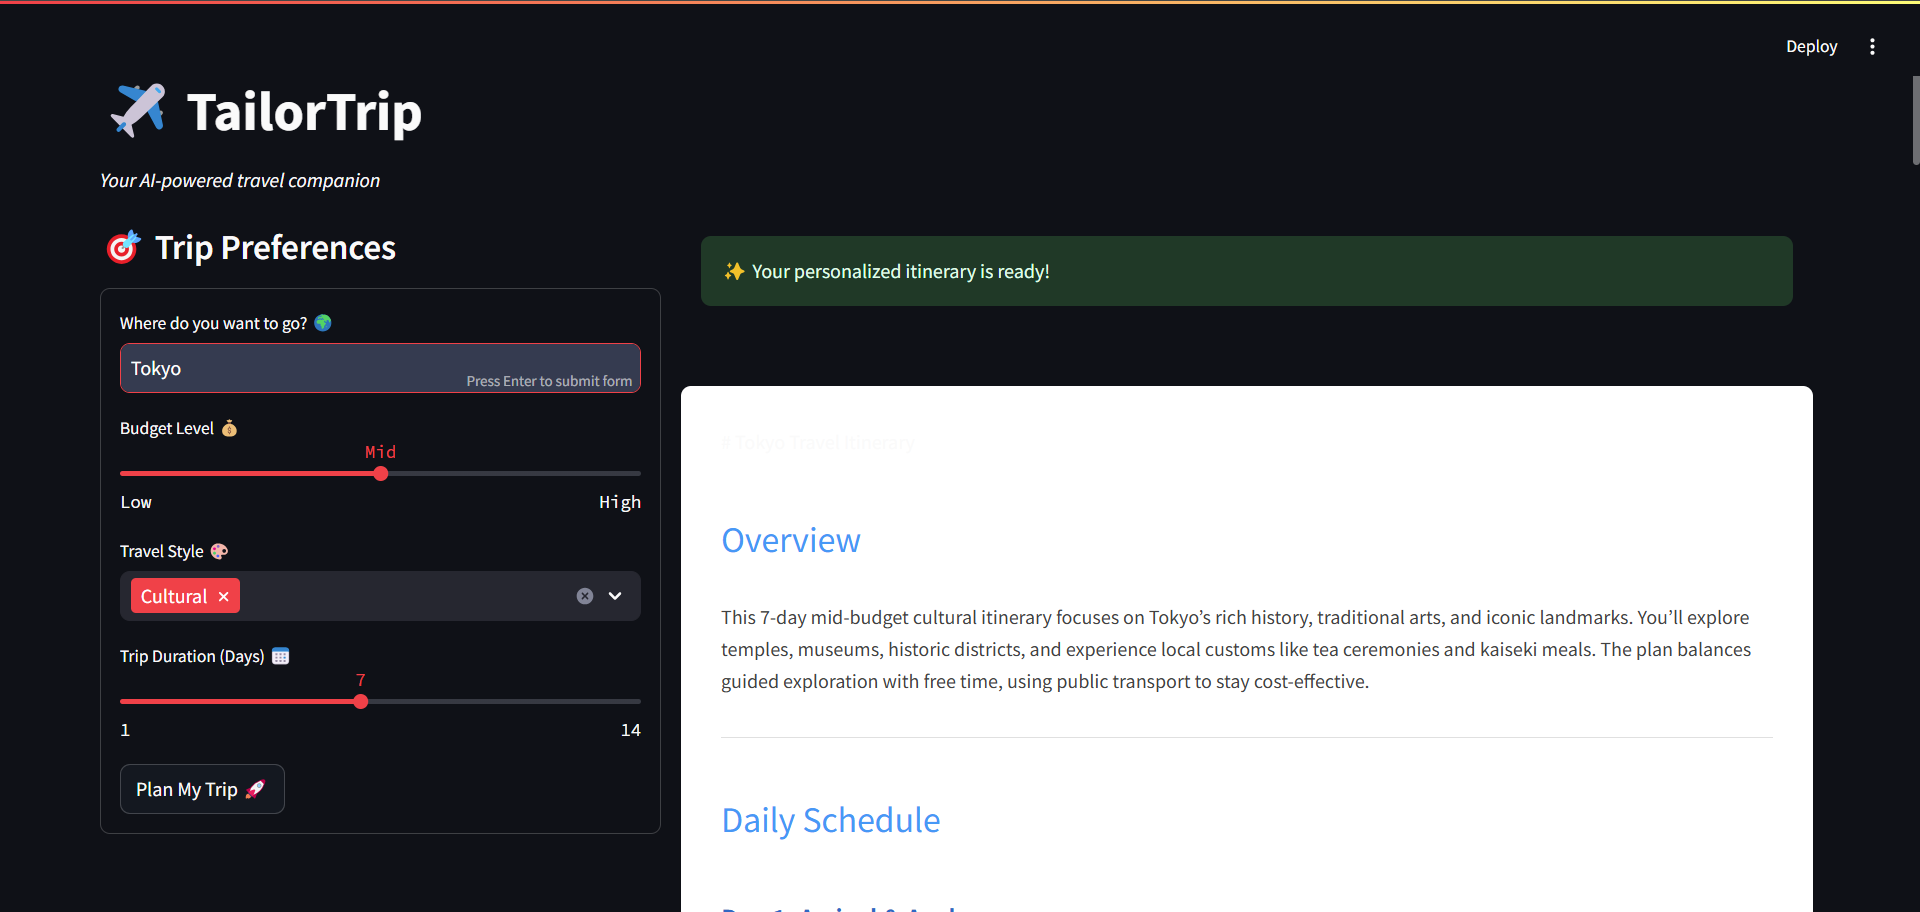 Deploy
TailorTrip
Your AI-powered travel companion
Trip Preferences
Where do you want to go?
Tokyo
Press Enter to submit form
Budget Level
Mid
Low
High
Travel Style
Cultural ×
Trip Duration (Days)
7
1
14
Plan My Trip
✨ Your personalized itinerary is ready!
# Tokyo Travel Itinerary
Overview
This 7-day mid-budget cultural itinerary focuses on Tokyo’s rich history, traditional arts, and iconic landmarks. You’ll explore
temples, museums, historic districts, and experience local customs like tea ceremonies and kaiseki meals. The plan balances
guided exploration with free time, using public transport to stay cost-effective.
Daily Schedule